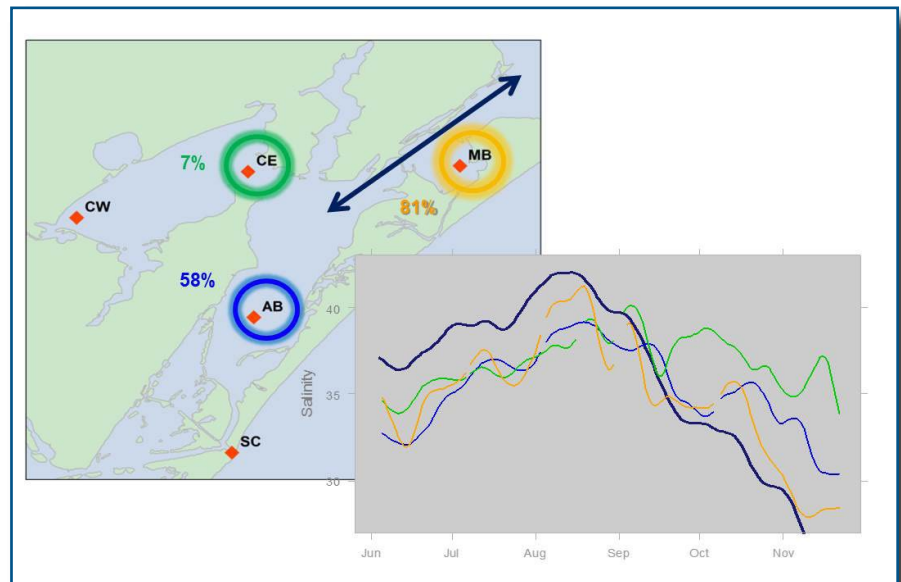 7%
CE
MB
CW
81%
58%
AB
SC
Salinity
40
35
30
Jun Jul Aug Sep Oct Nov